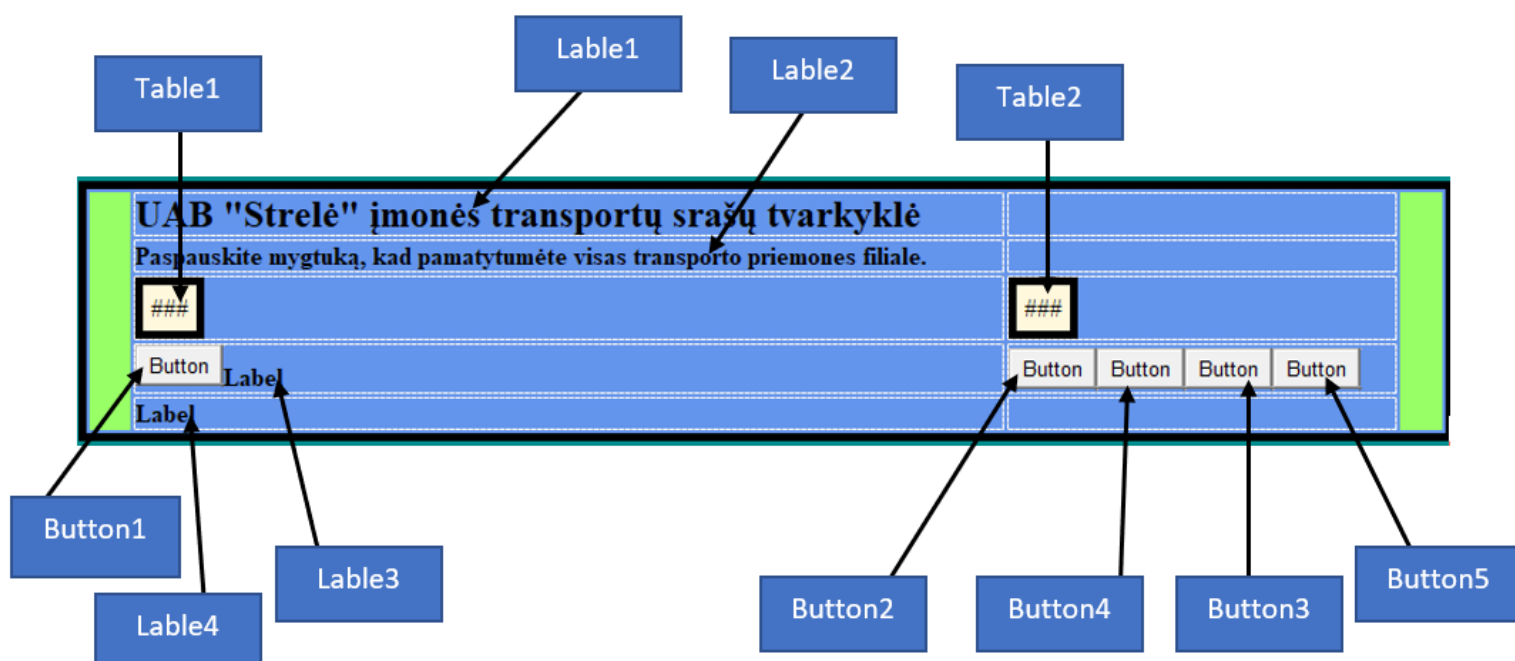 Lable1
Lable2
Table1
Table2
UAB "Strelė" įmonės transportų srašų tvarkyklė
Paspauskite mygtuką, kad pamatytumėte visas transporto priemones filiale.
###
###
Button
Label
Button
Button
Button
Button
Label
Button1
Lable3
Lable4
Button2
Button4
Button3
Button5